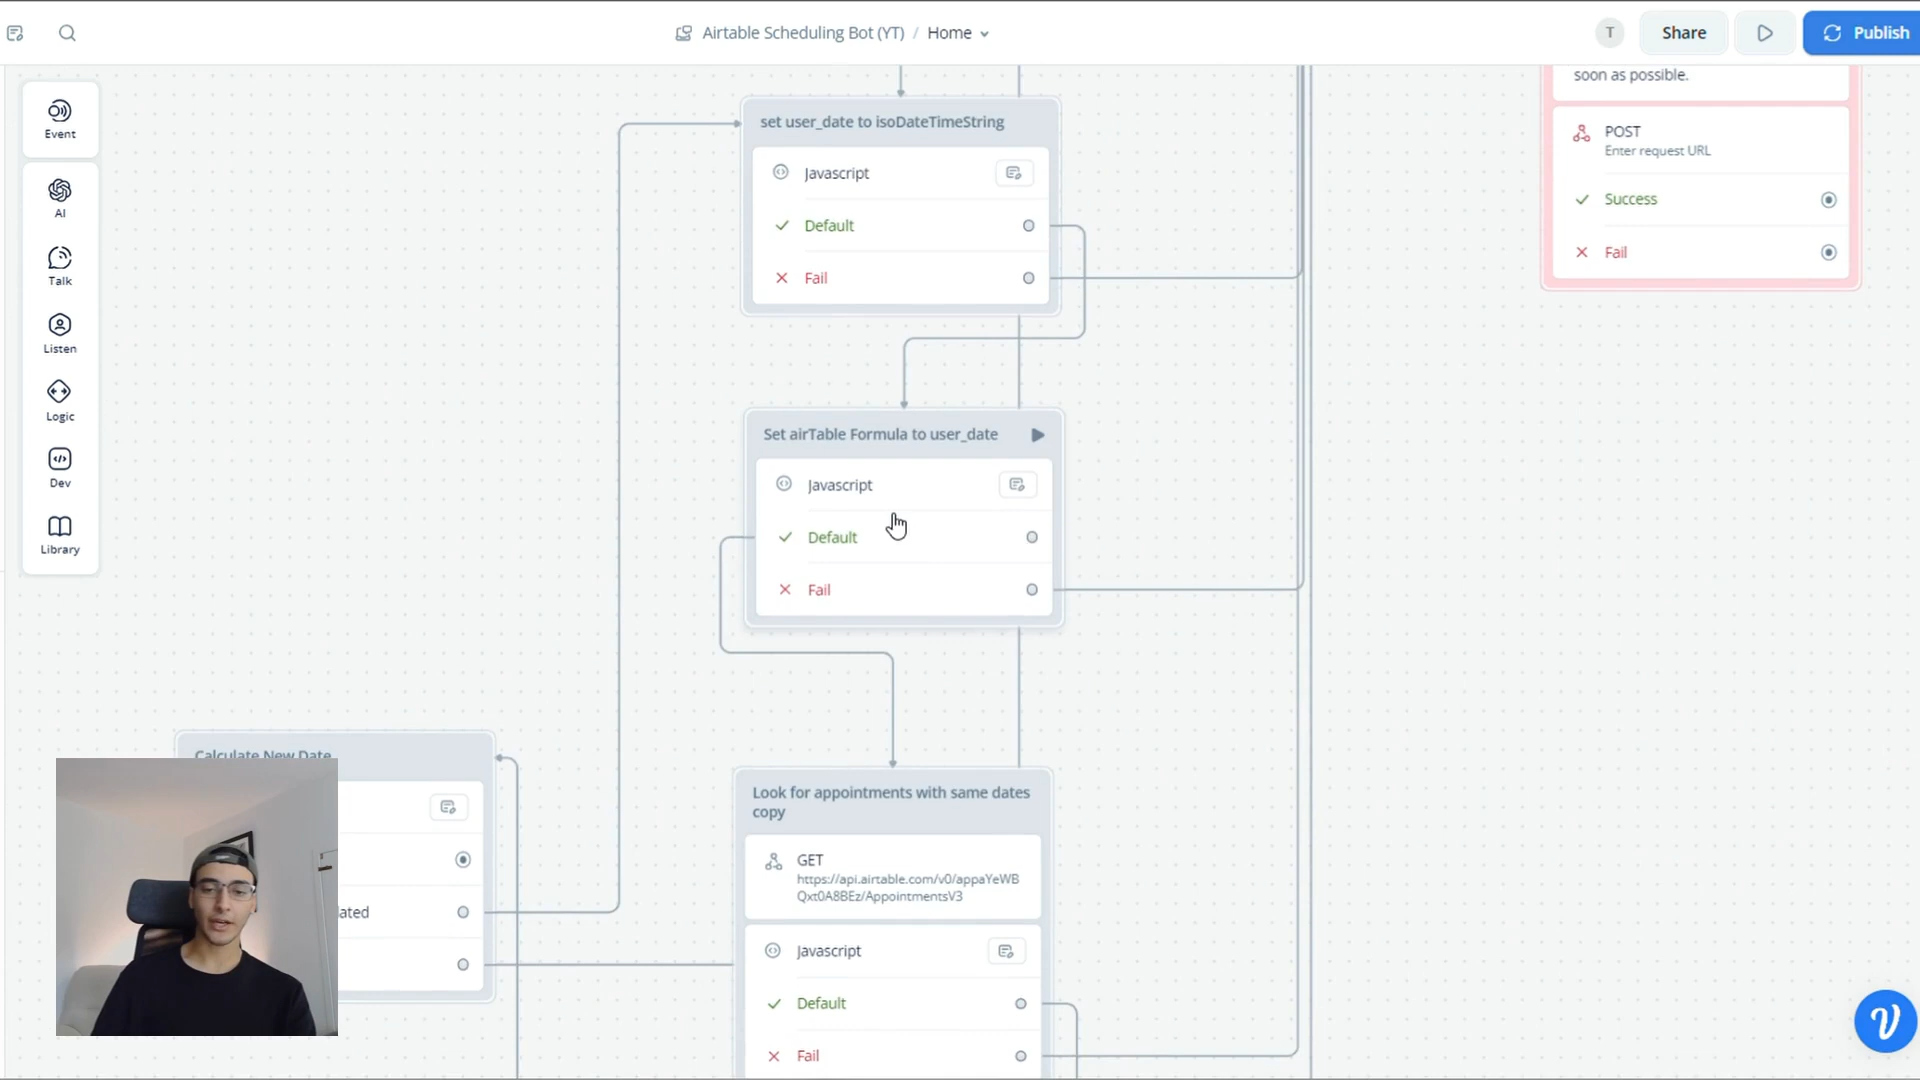 Airtable Scheduling Bot (YT) / Home
T
Share
Publish
Event
AI
Talk
Listen
Logic
Dev
Library
set user_date to isoDateTimeString
Javascript
Default
Fail
soon as possible.
POST
Enter request URL
Success
Fail
Set airTable Formula to user_date
Javascript
Default
Fail
Calculate New Date
lated
Look for appointments with same dates
copy
GET
https://api.airtable.com/v0/appaYeWB
Qxt0A8BEz/AppointmentsV3
Javascript
Default
Fail